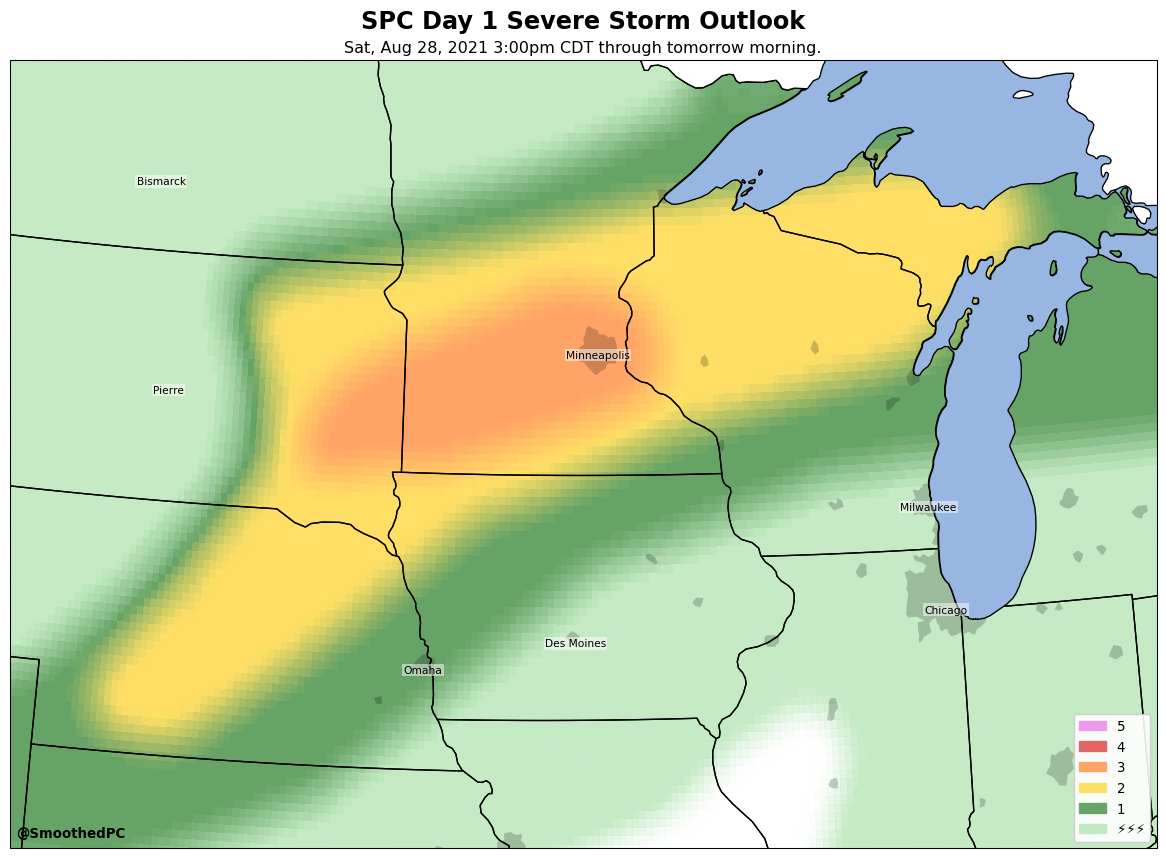 SPC Day 1 Severe Storm Outlook
Sat, Aug 28, 2021 3:00pm CDT through tomorrow morning.
Bismarck
Minneapolis
Pierre
Milwaukee
Chicago
Des Moines
Omaha
5
4
3
2
1
⚡⚡⚡
@SmoothedPC